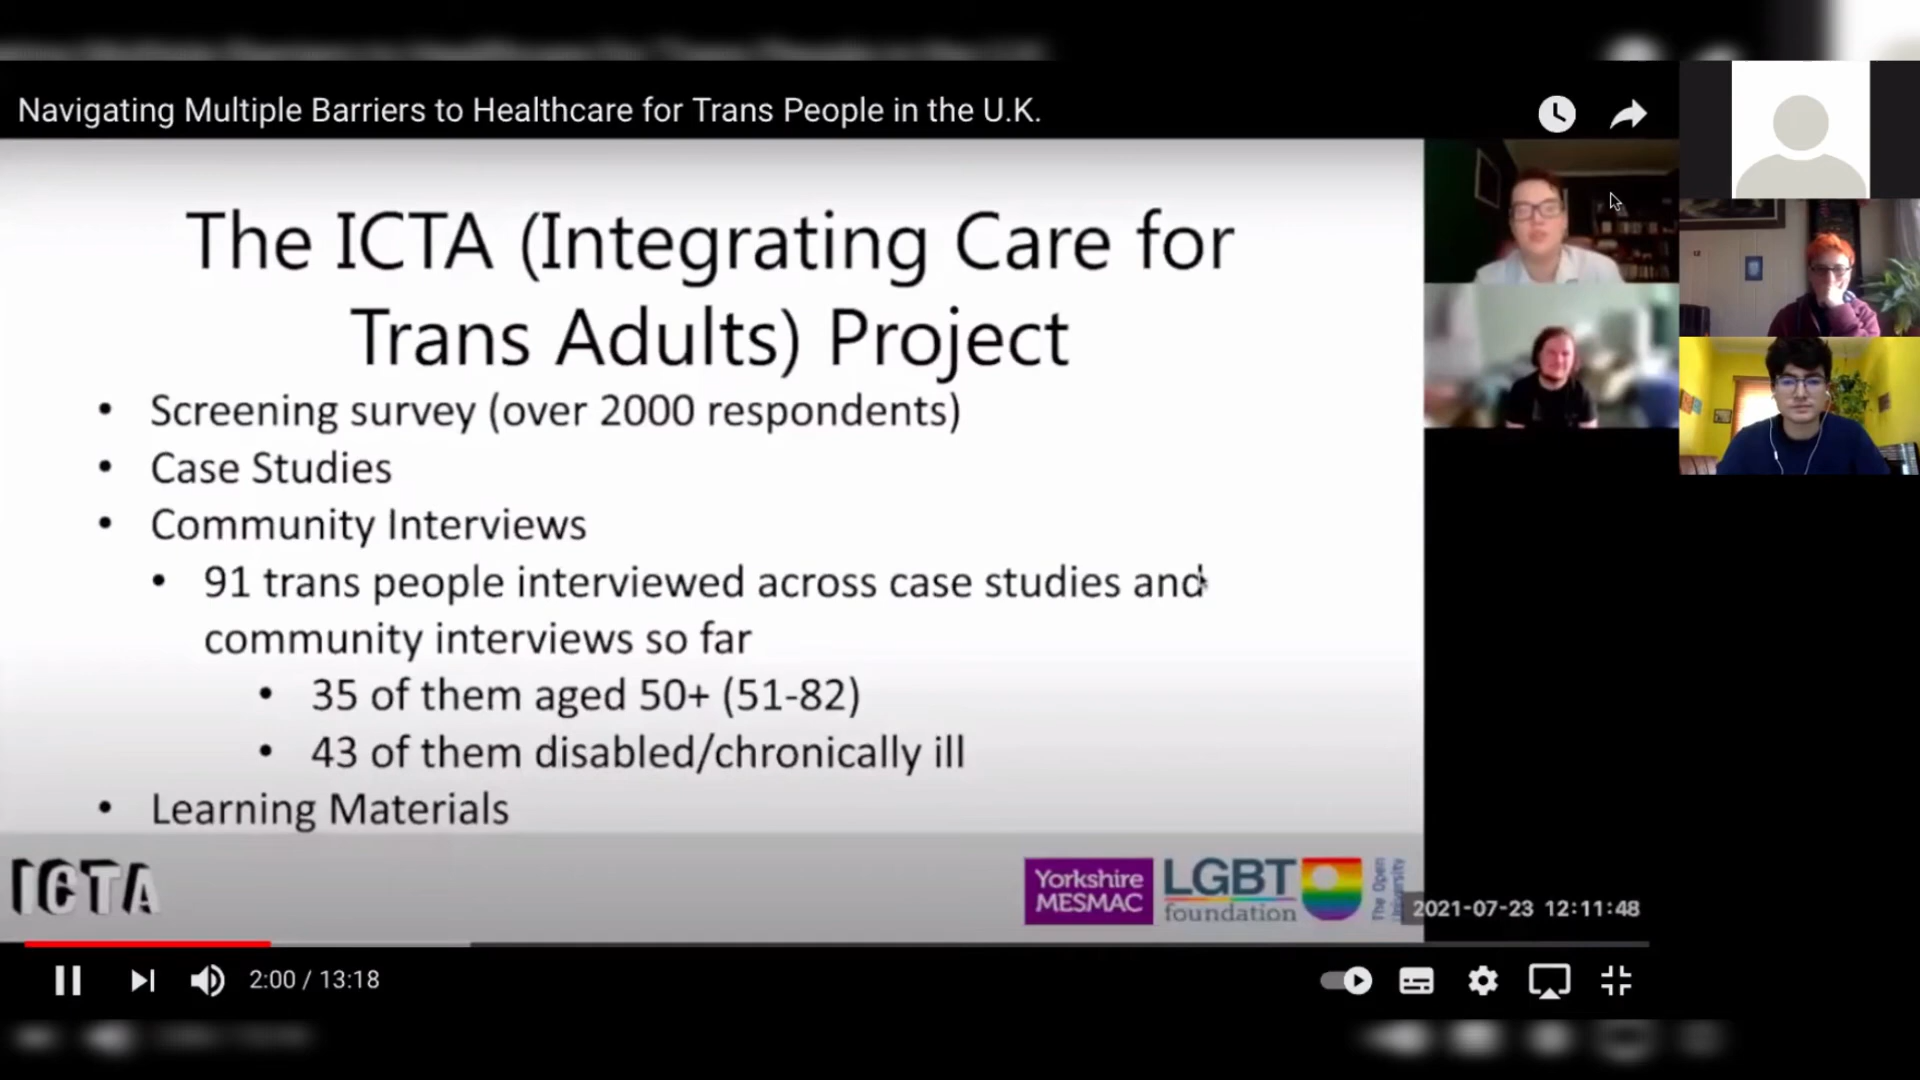 Navigating Multiple Barriers to Healthcare for Trans People in the U.K.
The ICTA (Integrating Care for
Trans Adults) Project
• Screening survey (over 2000 respondents)
• Case Studies
• Community Interviews
• 91 trans people interviewed across case studies and
community interviews so far
• 35 of them aged 50+ (51-82)
• 43 of them disabled/chronically ill
• Learning Materials
ICTA
Yorkshire
MESMAC
LGBT
foundation
The Open
University
2021-07-23 12:11:48
2:00 / 13:18